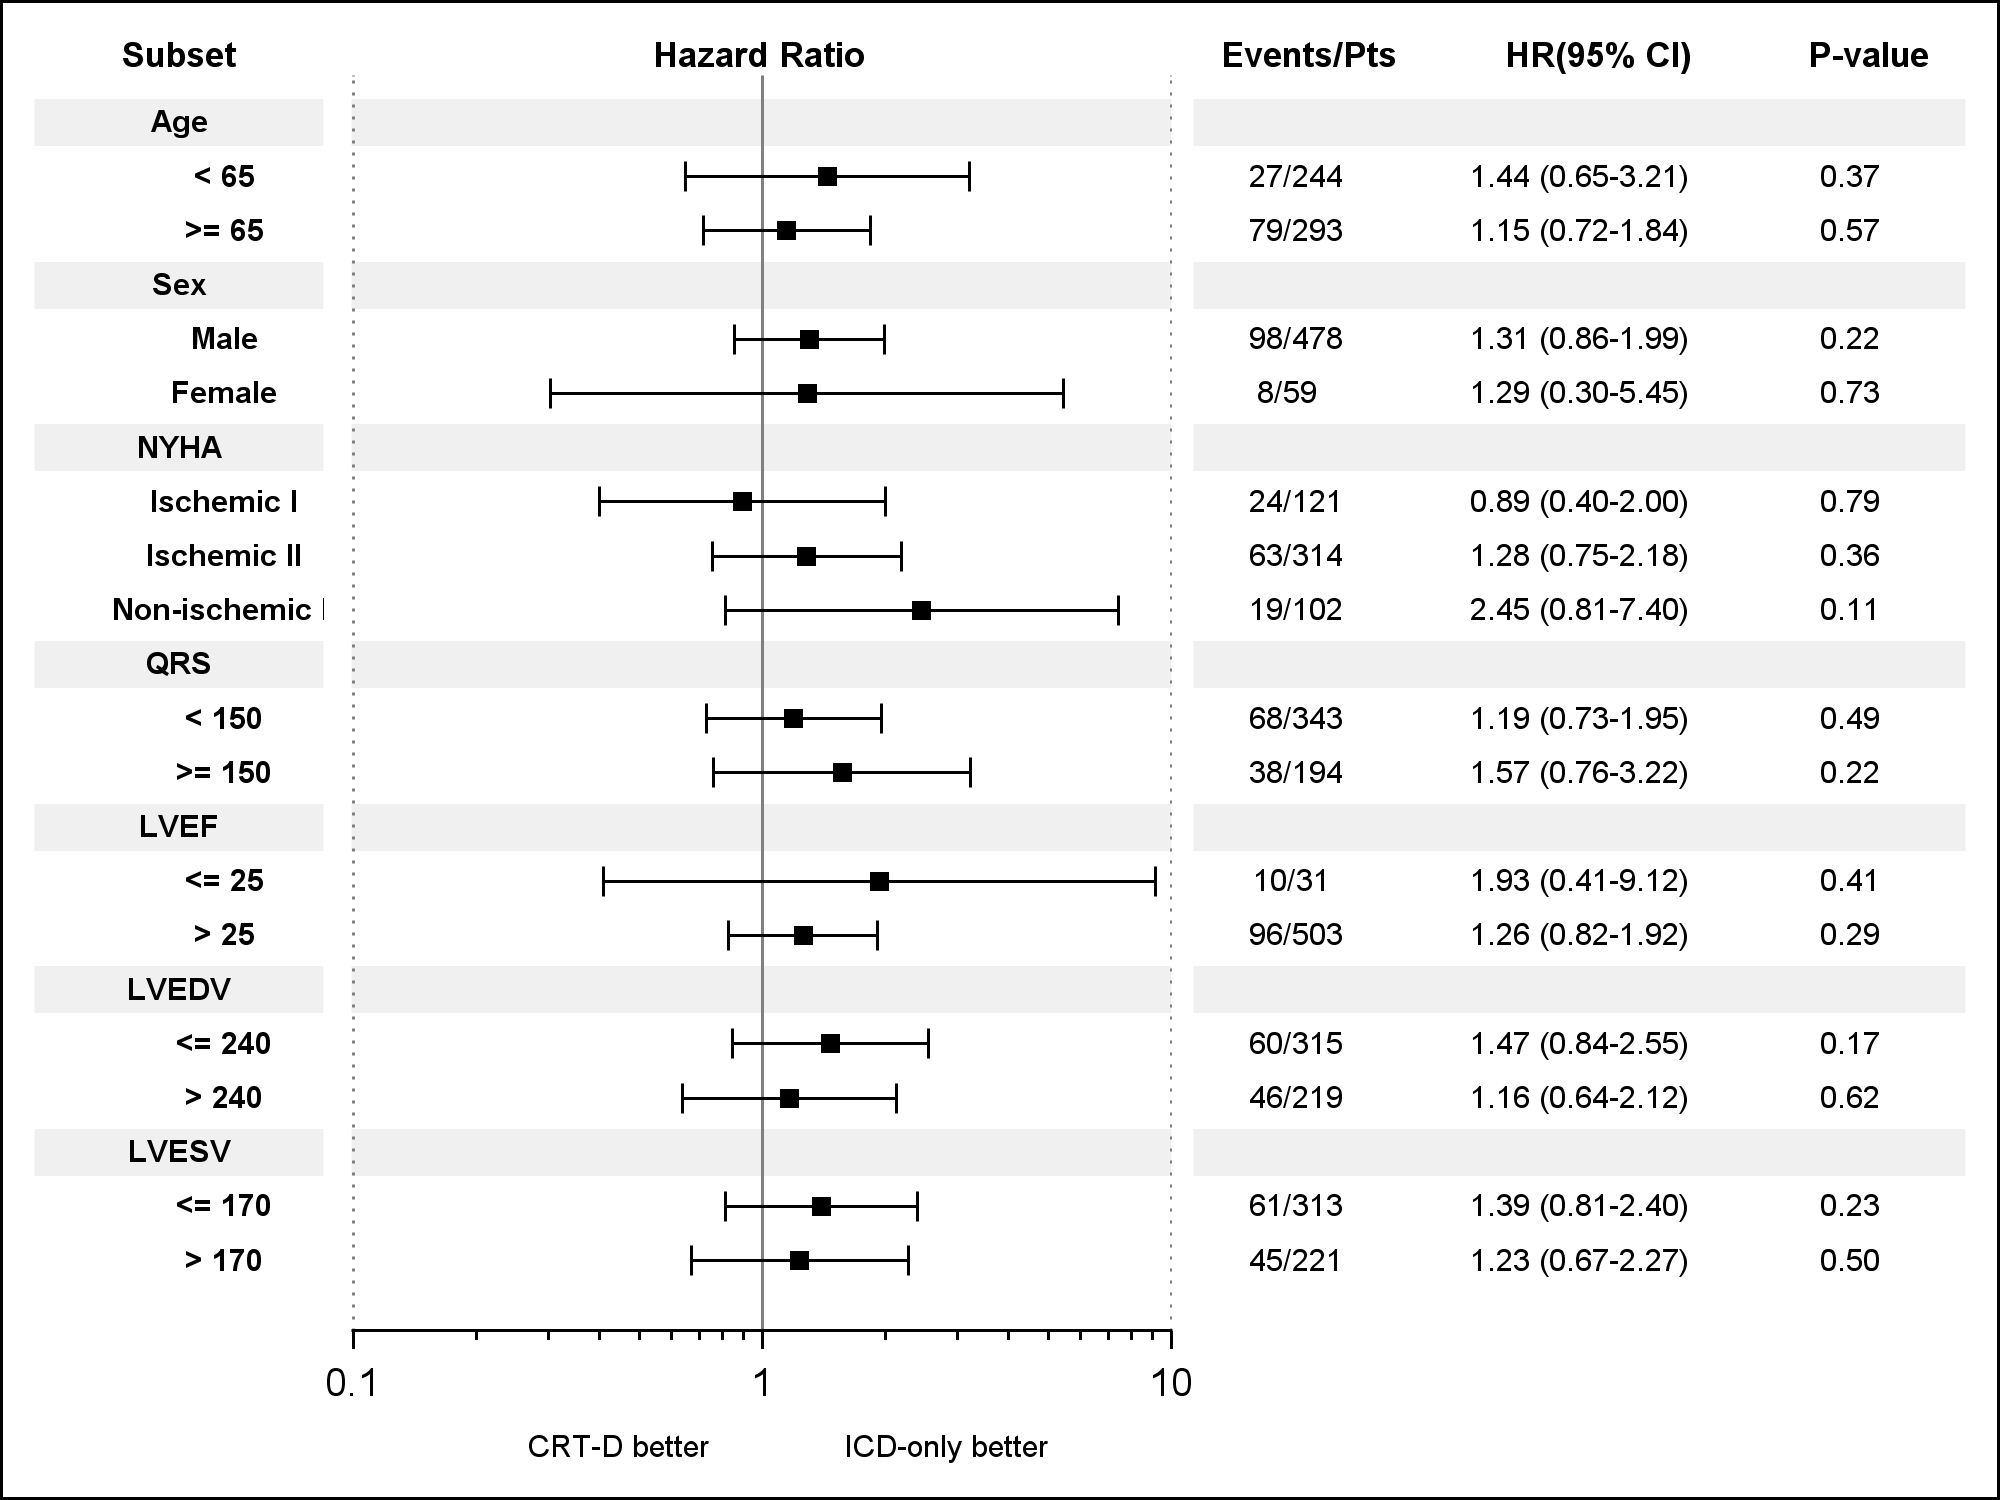 Subset Hazard Ratio Events/Pts HR(95% CI) P-value
Age
< 65 27/244 1.44 (0.65-3.21) 0.37
>= 65 79/293 1.15 (0.72-1.84) 0.57
Sex
Male 98/478 1.31 (0.86-1.99) 0.22
Female 8/59 1.29 (0.30-5.45) 0.73
NYHA
Ischemic I 24/121 0.89 (0.40-2.00) 0.79
Ischemic II 63/314 1.28 (0.75-2.18) 0.36
Non-ischemic 19/102 2.45 (0.81-7.40) 0.11
QRS
< 150 68/343 1.19 (0.73-1.95) 0.49
>= 150 38/194 1.57 (0.76-3.22) 0.22
LVEF
<= 25 10/31 1.93 (0.41-9.12) 0.41
> 25 96/503 1.26 (0.82-1.92) 0.29
LVEDV
<= 240 60/315 1.47 (0.84-2.55) 0.17
> 240 46/219 1.16 (0.64-2.12) 0.62
LVESV
<= 170 61/313 1.39 (0.81-2.40) 0.23
> 170 45/221 1.23 (0.67-2.27) 0.50
0.1 1 10
CRT-D better ICD-only better